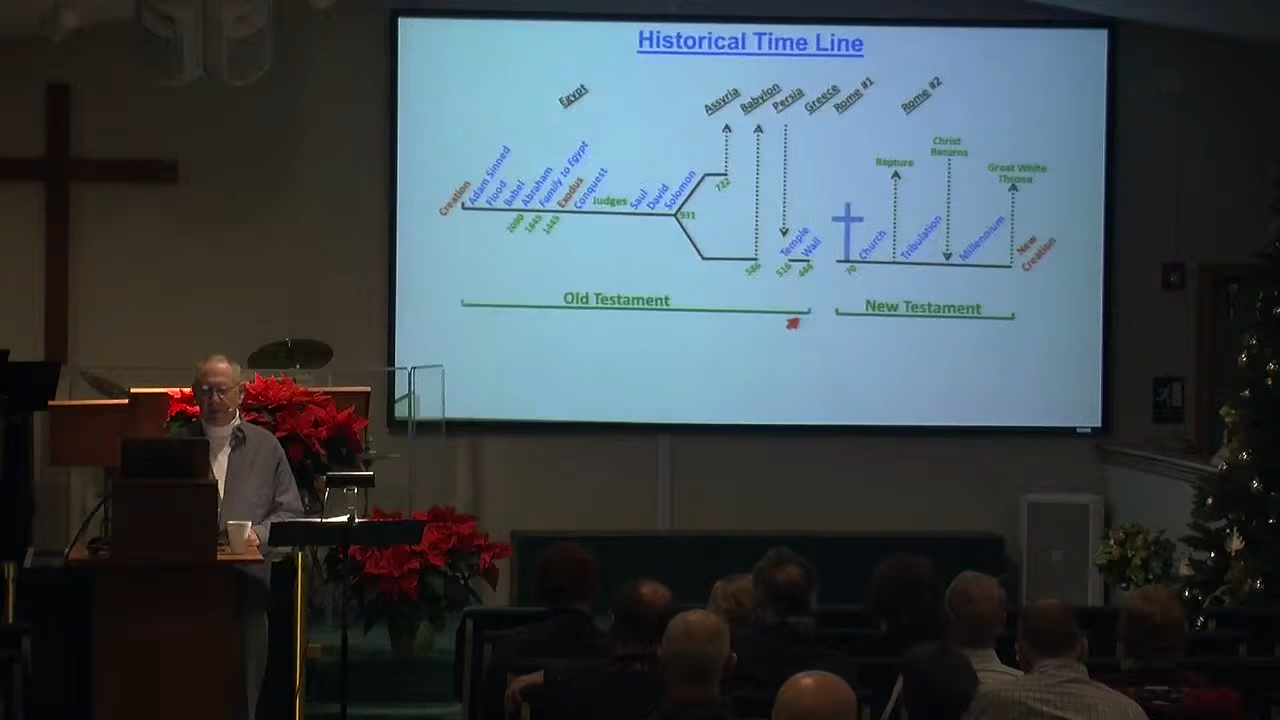 Historical Time Line
Egypt
Assyria
Babylon
Persia
Greece
Rome #1
Rome #2
Creation
Adam Sinned
Flood
Babel
Abraham
Family to Egypt
Exodus
Conquest
Judges
Saul
David
Solomon
2090
1445
931
722
586
516
444
Temple
Wall
70
Church
Rapture
Tribulation
Christ
Returns
Millennium
Great White
Throne
New
Creation
Old Testament
New Testament